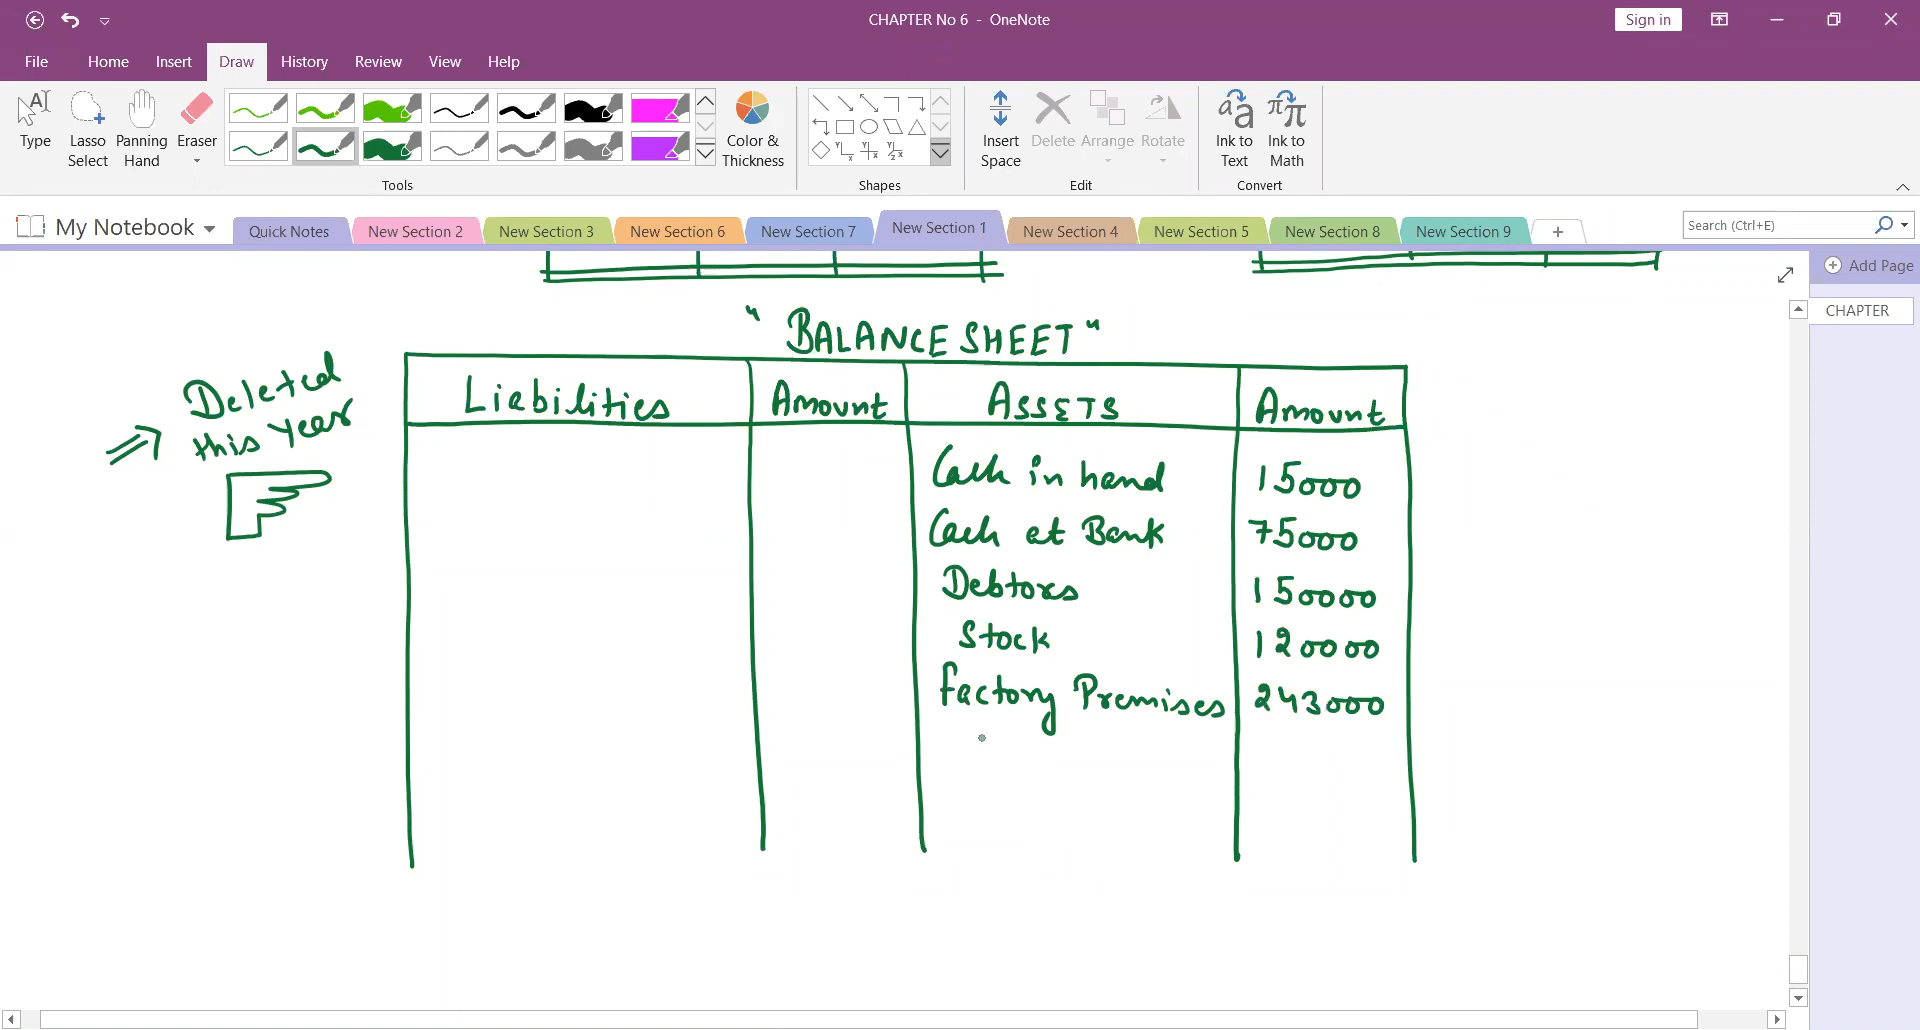 CHAPTER No 6 - OneNote
Sign in
File Home Insert Draw History Review View Help
Type Lasso Select Panning Hand Eraser Color & Thickness Insert Space Delete Arrange Rotate Ink to Text Ink to Math
Tools Shapes Edit Convert
My Notebook Quick Notes New Section 2 New Section 3 New Section 6 New Section 7 New Section 1 New Section 4 New Section 5 New Section 8 New Section 9 Search (Ctrl+E)
Add Page
CHAPTER
"BALANCE SHEET"
Deleted
this Year
Liabilities Amount ASSETS Amount
Cash in hand 15000
Cash at Bank 75000
Debtors 150000
Stock 120000
Factory Premises 243000